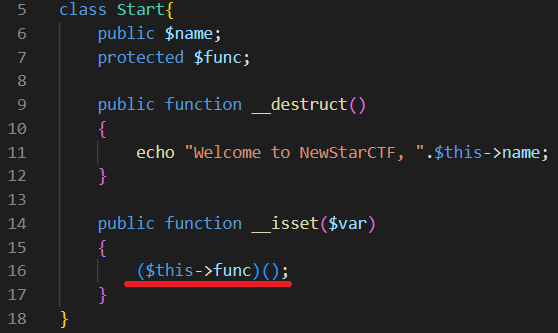 5 class Start{
6     public $name;
7     protected $func;
8
9     public function __destruct()
10     {
11         echo "Welcome to NewStarCTF, ".$this->name;
12     }
13
14     public function __isset($var)
15     {
16         ($this->func)();
17     }
18 }